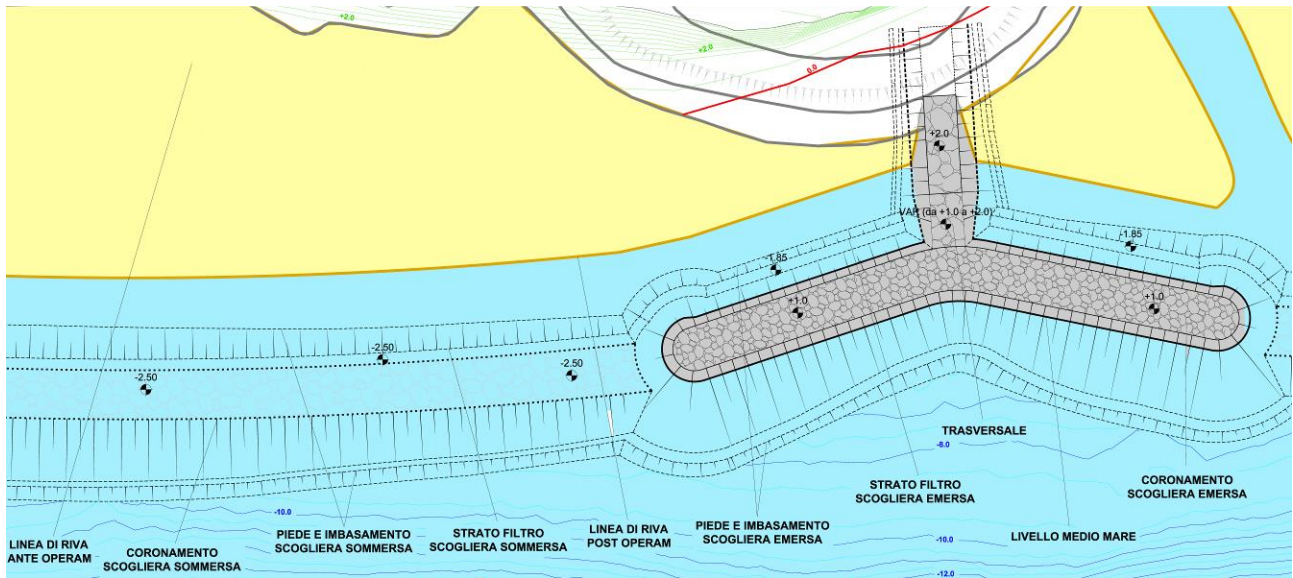 +2.0
+2.0
0.0
+2.0
VAR (da +1.0 a +2.0)
-1.85
-1.85
+1.0
+1.0
-2.50
-2.50
-2.50
TRASVERSALE
-8.0
STRATO FILTRO
SCOGLIERA EMERSA
CORONAMENTO
SCOGLIERA EMERSA
-10.0
LINEA DI RIVA
ANTE OPERAM
CORONAMENTO
SCOGLIERA SOMMERSA
PIEDE E IMBASAMENTO
SCOGLIERA SOMMERSA
STRATO FILTRO
SCOGLIERA SOMMERSA
LINEA DI RIVA
POST OPERAM
PIEDE E IMBASAMENTO
SCOGLIERA EMERSA
-10.0
LIVELLO MEDIO MARE
-12.0